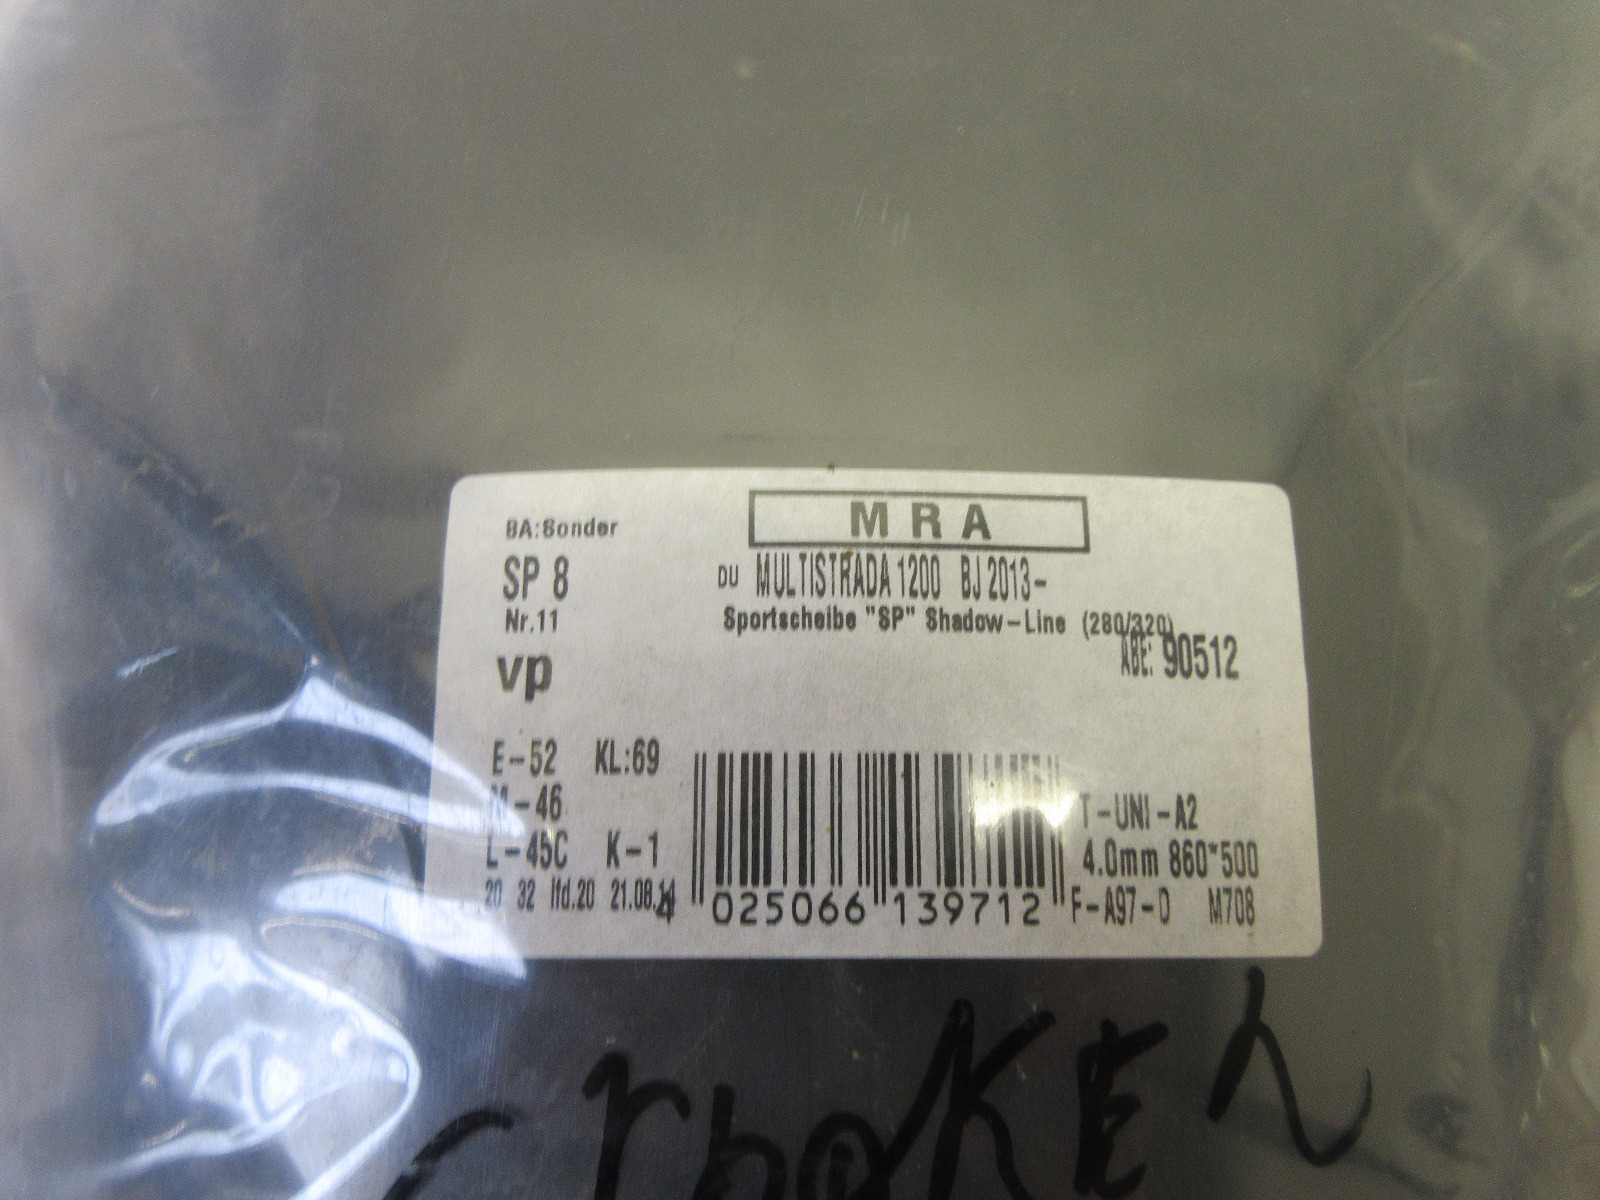 MRA
BA:Sonder
SP 8
DU MULTISTRADA 1200 BJ 2013-
Nr.11
Sportscheibe "SP" Shadow-Line (280/320)
ABE: 90512
vp
E-52 KL:69
M-46
T-UNI-A2
L-45C K-1
4.0mm 860*500
20 32 lfd.20 21.08.14
4 025066 139712
F-A97-0 M708